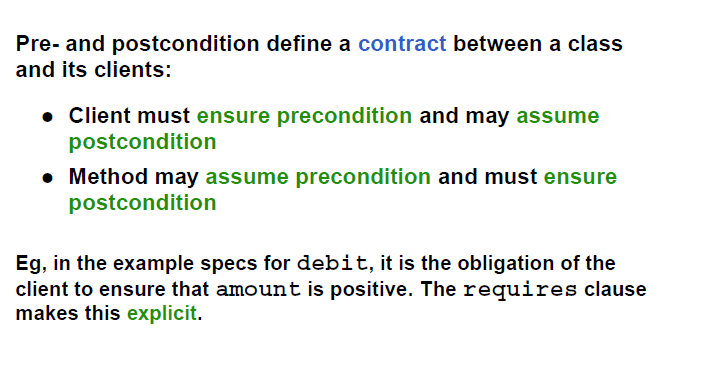 Pre- and postcondition define a contract between a class
and its clients:
● Client must ensure precondition and may assume
postcondition
● Method may assume precondition and must ensure
postcondition
Eg, in the example specs for debit, it is the obligation of the
client to ensure that amount is positive. The requires clause
makes this explicit.